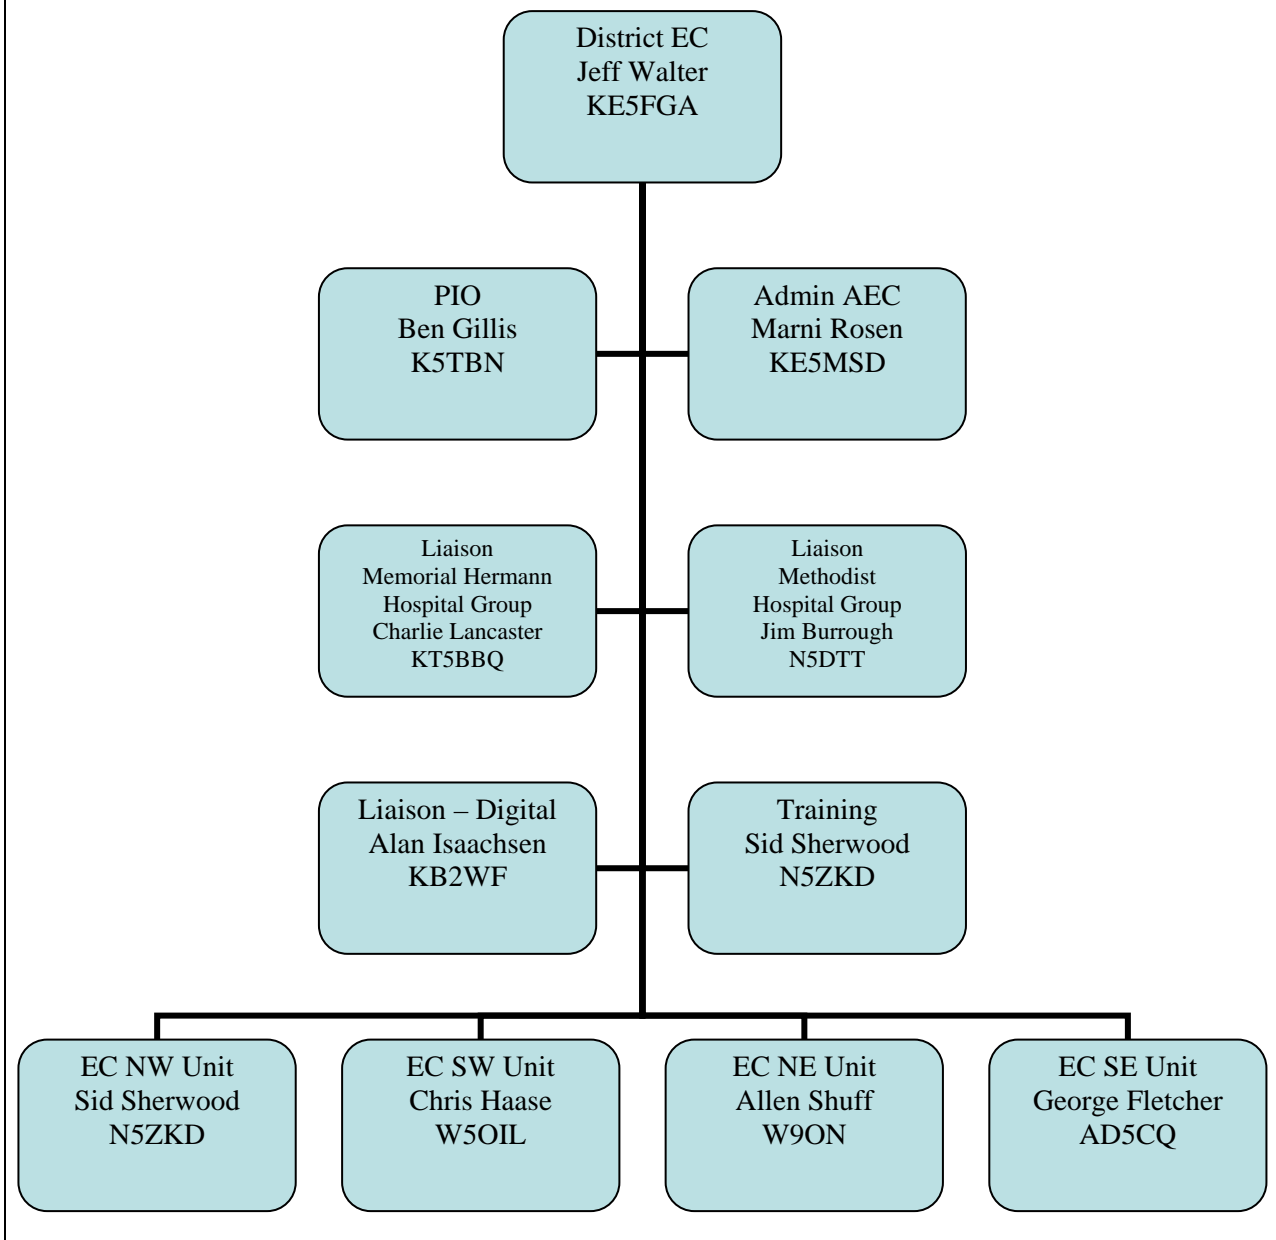 District EC
Jeff Walter
KE5FGA
PIO
Ben Gillis
K5TBN
Admin AEC
Marni Rosen
KE5MSD
Liaison
Memorial Hermann
Hospital Group
Charlie Lancaster
KT5BBQ
Liaison
Methodist
Hospital Group
Jim Burrough
N5DTT
Liaison – Digital
Alan Isaachsen
KB2WF
Training
Sid Sherwood
N5ZKD
EC NW Unit
Sid Sherwood
N5ZKD
EC SW Unit
Chris Haase
W5OIL
EC NE Unit
Allen Shuff
W9ON
EC SE Unit
George Fletcher
AD5CQ